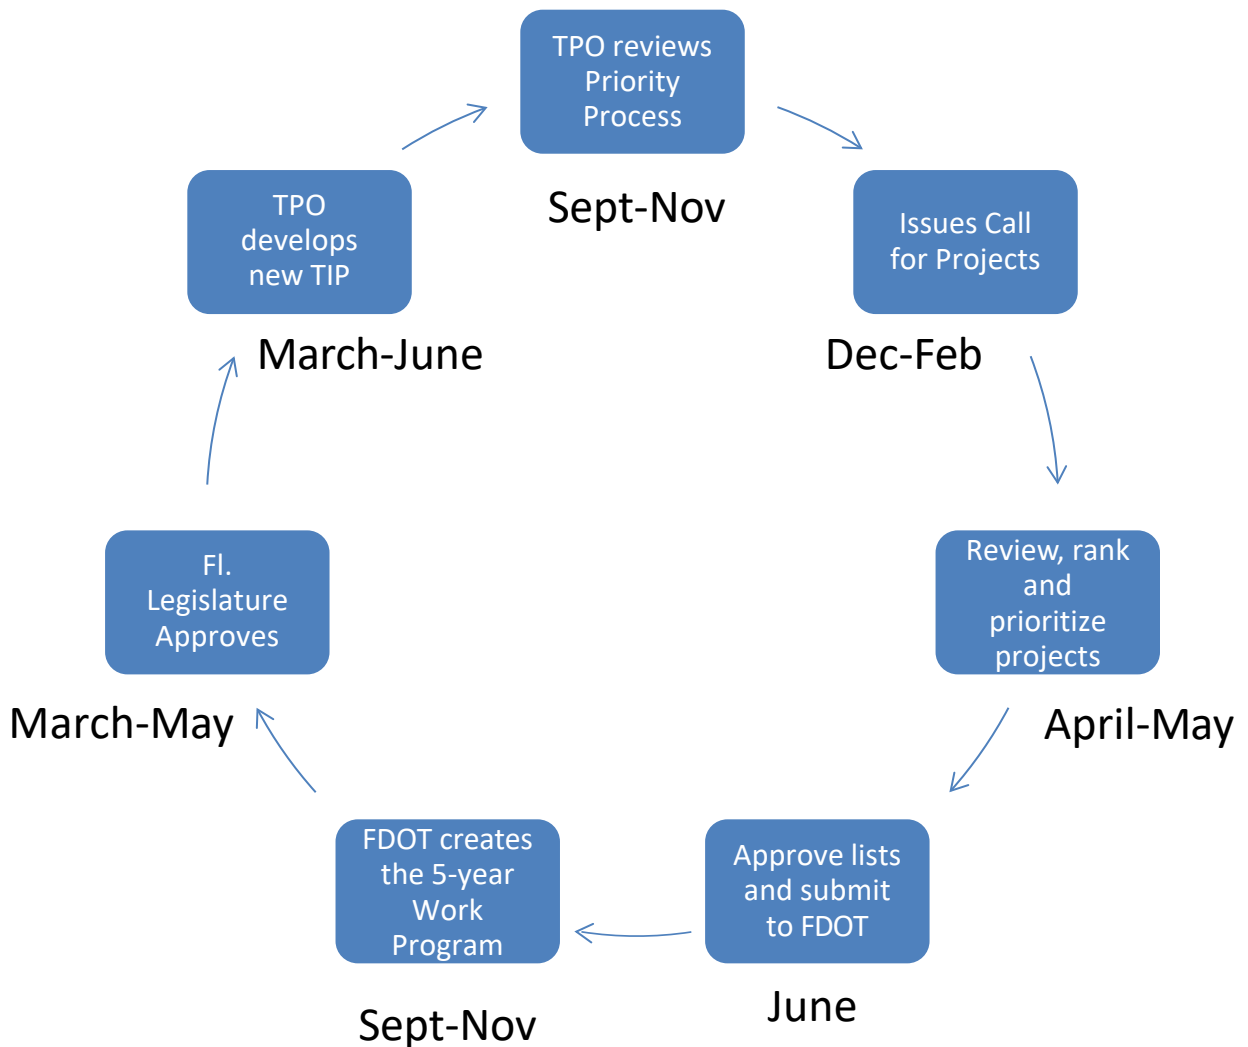 TPO reviews
Priority
Process
Sept-Nov
Issues Call
for Projects
Dec-Feb
Review, rank
and
prioritize
projects
April-May
Approve lists
and submit
to FDOT
June
FDOT creates
the 5-year
Work
Program
Sept-Nov
Fl.
Legislature
Approves
March-May
TPO
develops
new TIP
March-June